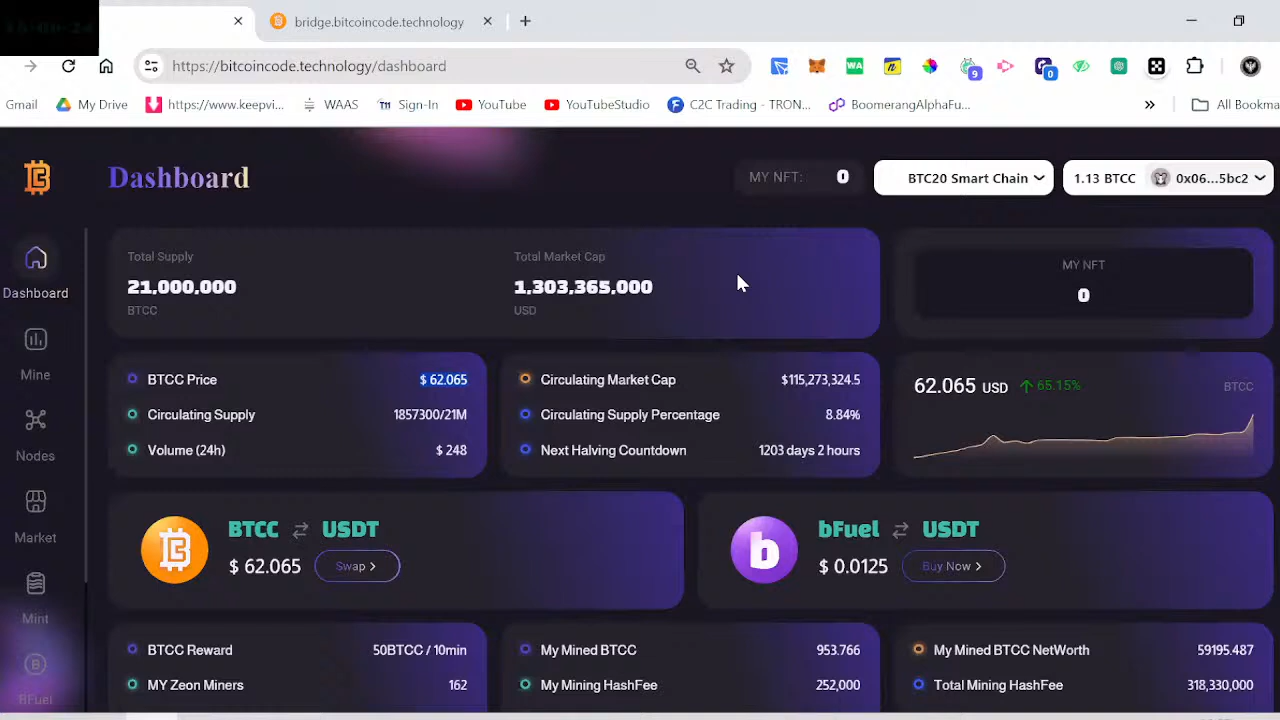 bridge.bitcoincode.technology
https://bitcoincode.technology/dashboard
WA
n
9
0
Gmail
My Drive
https://www.keepvi...
WAAS
Sign-In
YouTube
YouTubeStudio
C2C Trading - TRON...
BoomerangAlphaFu...
All Bookma
Dashboard
MY NFT: 0
BTC20 Smart Chain
1.13 BTCC 0x06...5bc2
Total Supply
21,000,000
BTCC
Total Market Cap
1,303,365,000
USD
MY NFT
0
Dashboard
Mine
Nodes
Market
Mint
BFuel
BTCC Price $ 62.065
Circulating Supply 1857300/21M
Volume (24h) $ 248
Circulating Market Cap $115,273,324.5
Circulating Supply Percentage 8.84%
Next Halving Countdown 1203 days 2 hours
62.065 USD 65.15% BTCC
BTCC USDT
$ 62.065 Swap >
bFuel USDT
$ 0.0125 Buy Now >
BTCC Reward 50BTCC / 10min
MY Zeon Miners 162
My Mined BTCC 953.766
My Mining HashFee 252,000
My Mined BTCC NetWorth 59195.487
Total Mining HashFee 318,330,000